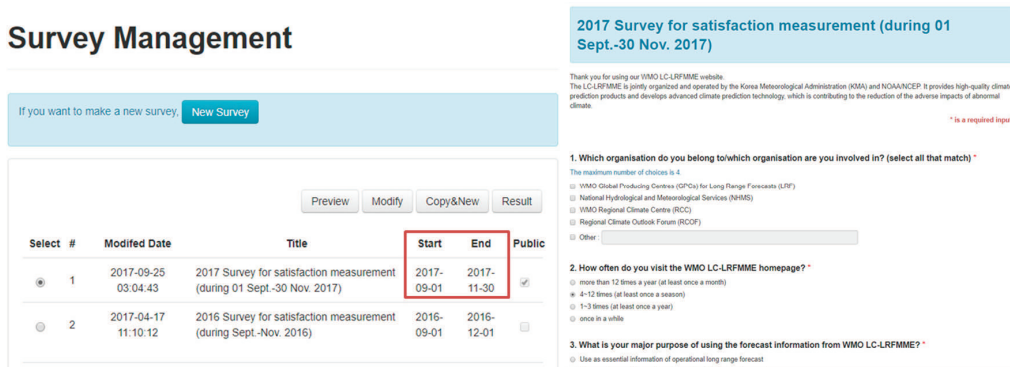 Survey Management
If you want to make a new survey, New Survey
Preview Modify Copy&New Result
Select # Modifed Date Title Start End Public
1 2017-09-25 03:04:43 2017 Survey for satisfaction measurement (during 01 Sept.-30 Nov. 2017) 2017-09-01 2017-11-30
2 2017-04-17 11:10:12 2016 Survey for satisfaction measurement (during Sept.-Nov. 2016) 2016-09-01 2016-12-01
2017 Survey for satisfaction measurement (during 01
Sept.-30 Nov. 2017)
Thank you for using our WMO LC-LRFMME website.
The LC-LRFMME is jointly organized and operated by the Korea Meteorological Administration (KMA) and NOAA/NCEP. It provides high-quality climate
prediction products and develops advanced climate prediction technology, which is contributing to the reduction of the adverse impacts of abnormal
climate.
* is a required inpu
1. Which organisation do you belong to/which organisation are you involved in? (select all that match) *
The maximum number of choices is 4.
WMO Global Producing Centres (GPCs) for Long Range Forecasts (LRF)
National Hydrological and Meteorological Services (NHMS)
WMO Regional Climate Centre (RCC)
Regional Climate Outlook Forum (RCOF)
Other :
2. How often do you visit the WMO LC-LRFMME homepage? *
more than 12 times a year (at least once a month)
4~12 times (at least once a season)
1~3 times (at least once a year)
once in a while
3. What is your major purpose of using the forecast information from WMO LC-LRFMME? *
Use as essential information of operational long range forecast